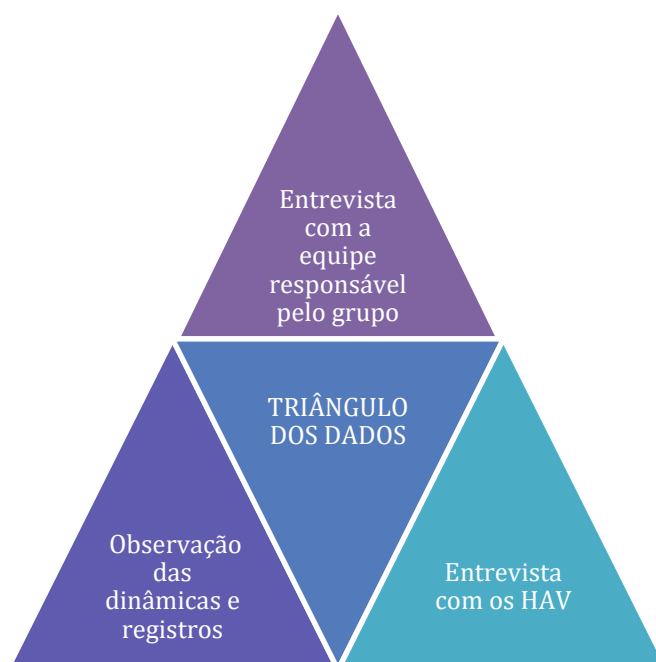 Entrevista
com a
equipe
responsável
pelo grupo
TRIÂNGULO
DOS DADOS
Observação
das
dinâmicas e
registros
Entrevista
com os HAV